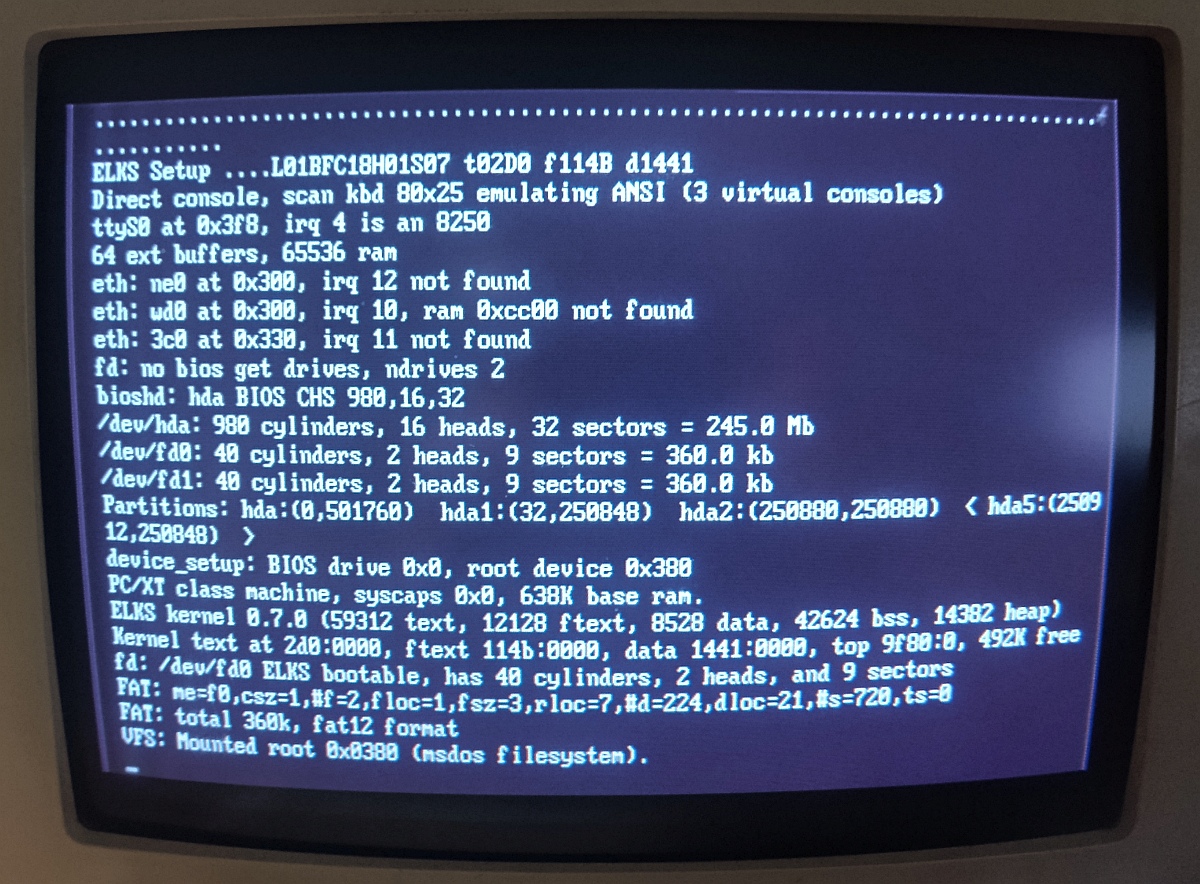 ................................................................................
...........
ELKS Setup ....L01BFC18H01S07 t02D0 f114B d1441
Direct console, scan kbd 80x25 emulating ANSI (3 virtual consoles)
ttyS0 at 0x3f8, irq 4 is an 8250
64 ext buffers, 65536 ram
eth: ne0 at 0x300, irq 12 not found
eth: wd0 at 0x300, irq 10, ram 0xcc00 not found
eth: 3c0 at 0x330, irq 11 not found
fd: no bios get drives, ndrives 2
bioshd: hda BIOS CHS 980,16,32
/dev/hda: 980 cylinders, 16 heads, 32 sectors = 245.0 Mb
/dev/fd0: 40 cylinders, 2 heads, 9 sectors = 360.0 kb
/dev/fd1: 40 cylinders, 2 heads, 9 sectors = 360.0 kb
Partitions: hda:(0,501760)  hda1:(32,250848)  hda2:(250880,250880)  < hda5:(2509
12,250848)  >
device_setup: BIOS drive 0x0, root device 0x380
PC/XT class machine, syscaps 0x0, 638K base ram.
ELKS kernel 0.7.0 (59312 text, 12128 ftext, 8528 data, 42624 bss, 14382 heap)
Kernel text at 2d0:0000, ftext 114b:0000, data 1441:0000, top 9f80:0, 492K free
fd: /dev/fd0 ELKS bootable, has 40 cylinders, 2 heads, and 9 sectors
FAT: me=f0,csz=1,#f=2,floc=1,fsz=3,rloc=7,#d=224,dloc=21,#s=720,ts=0
FAT: total 360k, fat12 format
VFS: Mounted root 0x0380 (msdos filesystem).